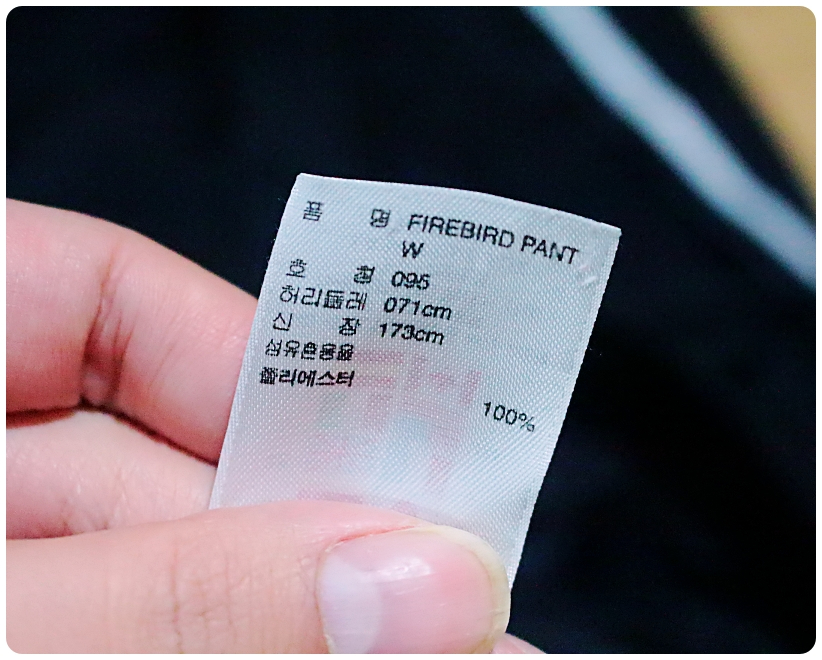 품 명 FIREBIRD PANT
W
호 칭 095
허리둘레 071cm
신 장 173cm
섬유혼용율
폴리에스터
100%